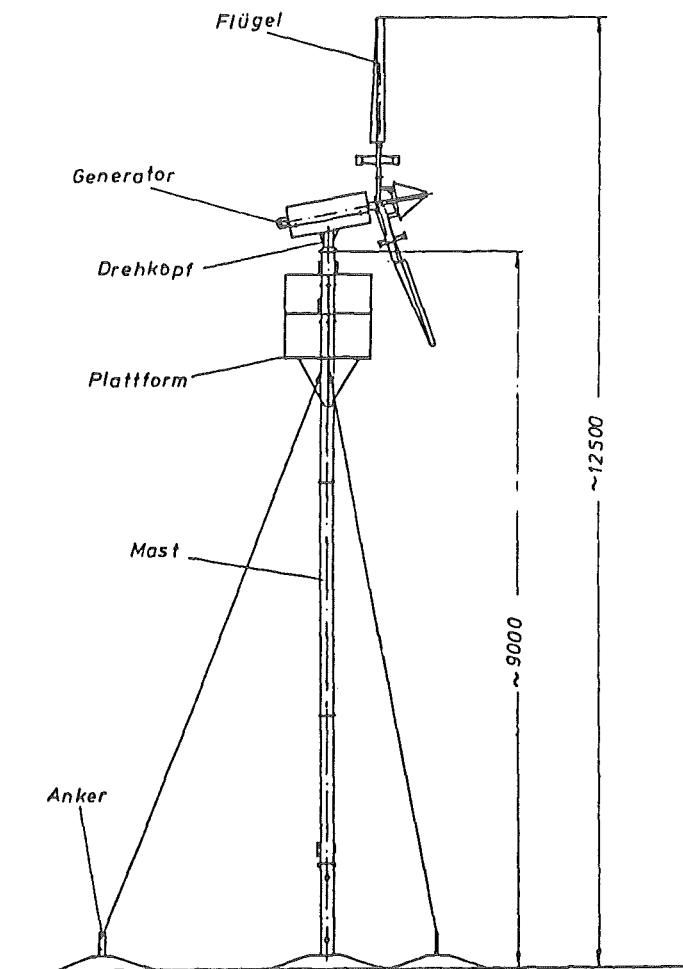 Flügel
Generator
Drehkopf
Plattform
~12500
Mast
~9000
Anker